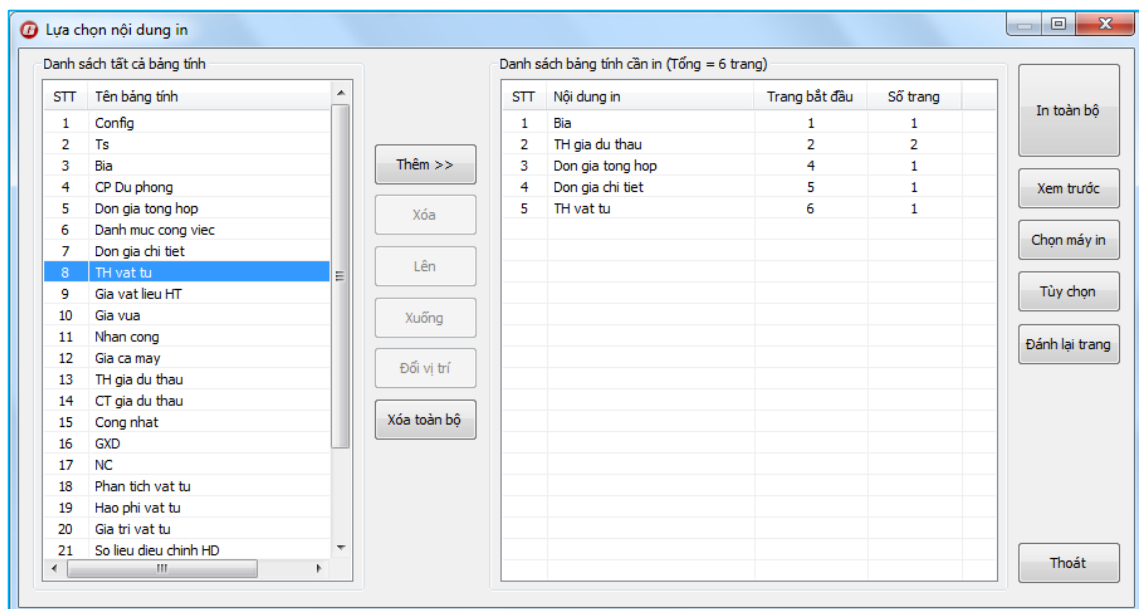 Lựa chọn nội dung in
Danh sách tất cả bảng tính
STT Tên bảng tính
1 Config
2 Ts
3 Bia
4 CP Du phong
5 Don gia tong hop
6 Danh muc cong viec
7 Don gia chi tiet
8 TH vat tu
9 Gia vat lieu HT
10 Gia vua
11 Nhan cong
12 Gia ca may
13 TH gia du thau
14 CT gia du thau
15 Cong nhat
16 GXD
17 NC
18 Phan tich vat tu
19 Hao phi vat tu
20 Gia tri vat tu
21 So lieu dieu chinh HD
Thêm >>
Xóa
Lên
Xuống
Đổi vị trí
Xóa toàn bộ
Danh sách bảng tính cần in (Tổng = 6 trang)
STT Nội dung in Trang bắt đầu Số trang
1 Bia 1 1
2 TH gia du thau 2 2
3 Don gia tong hop 4 1
4 Don gia chi tiet 5 1
5 TH vat tu 6 1
In toàn bộ
Xem trước
Chọn máy in
Tùy chọn
Đánh lại trang
Thoát